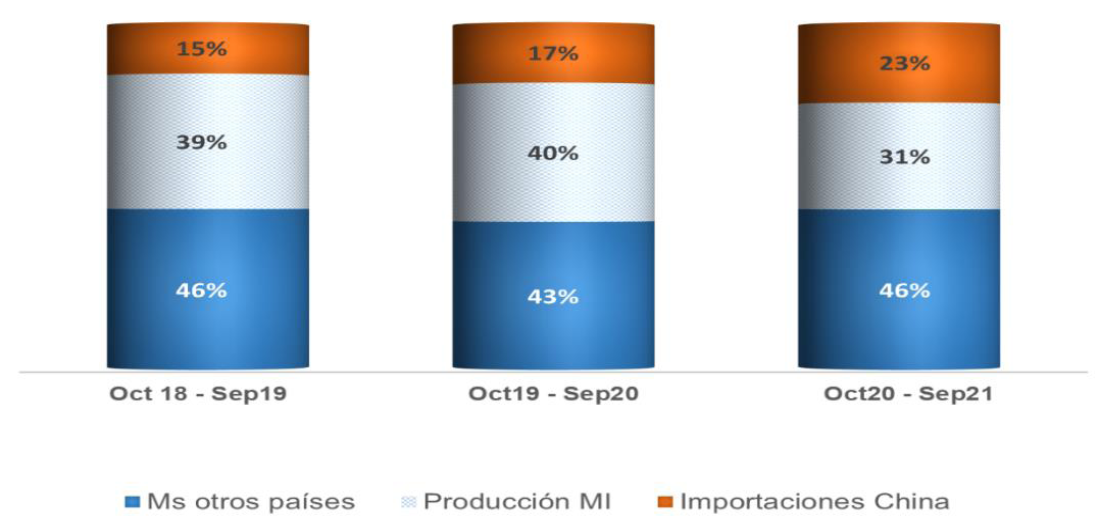 15% 17% 23%
39% 40% 31%
46% 43% 46%
Oct 18 - Sep19 Oct19 - Sep20 Oct20 - Sep21
Ms otros países Producción MI Importaciones China